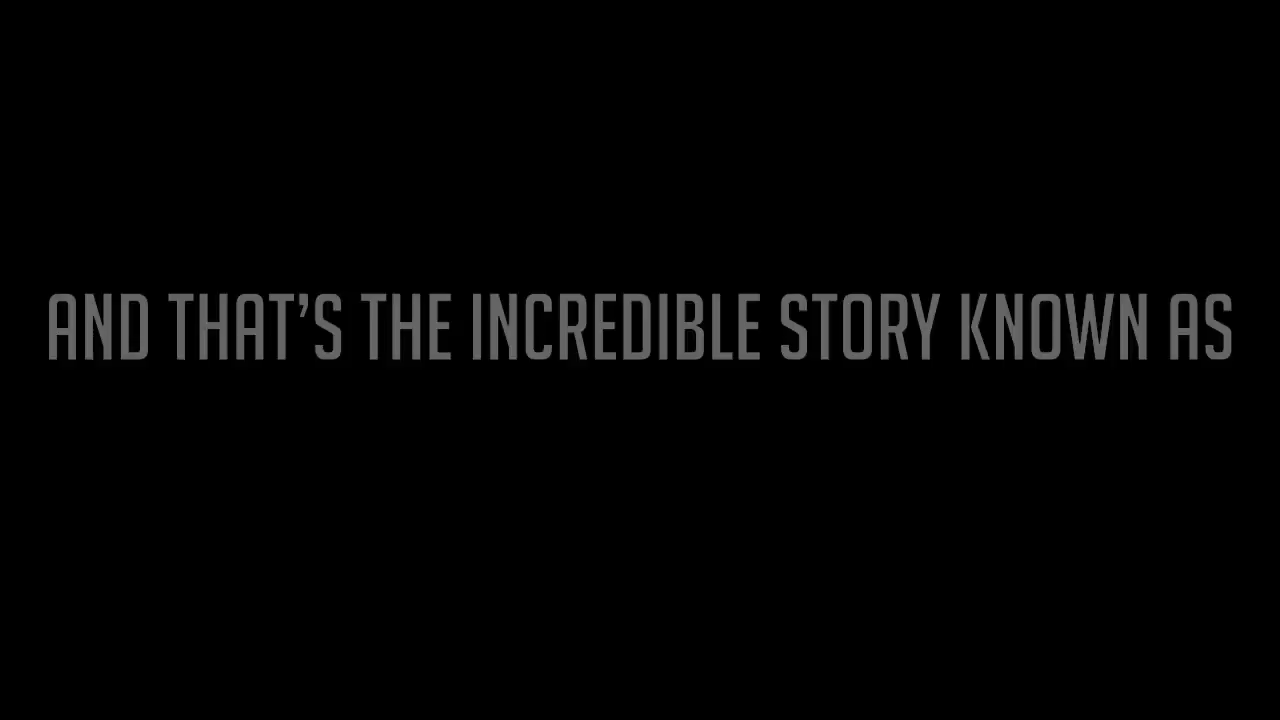 AND THAT’S THE INCREDIBLE STORY KNOWN AS